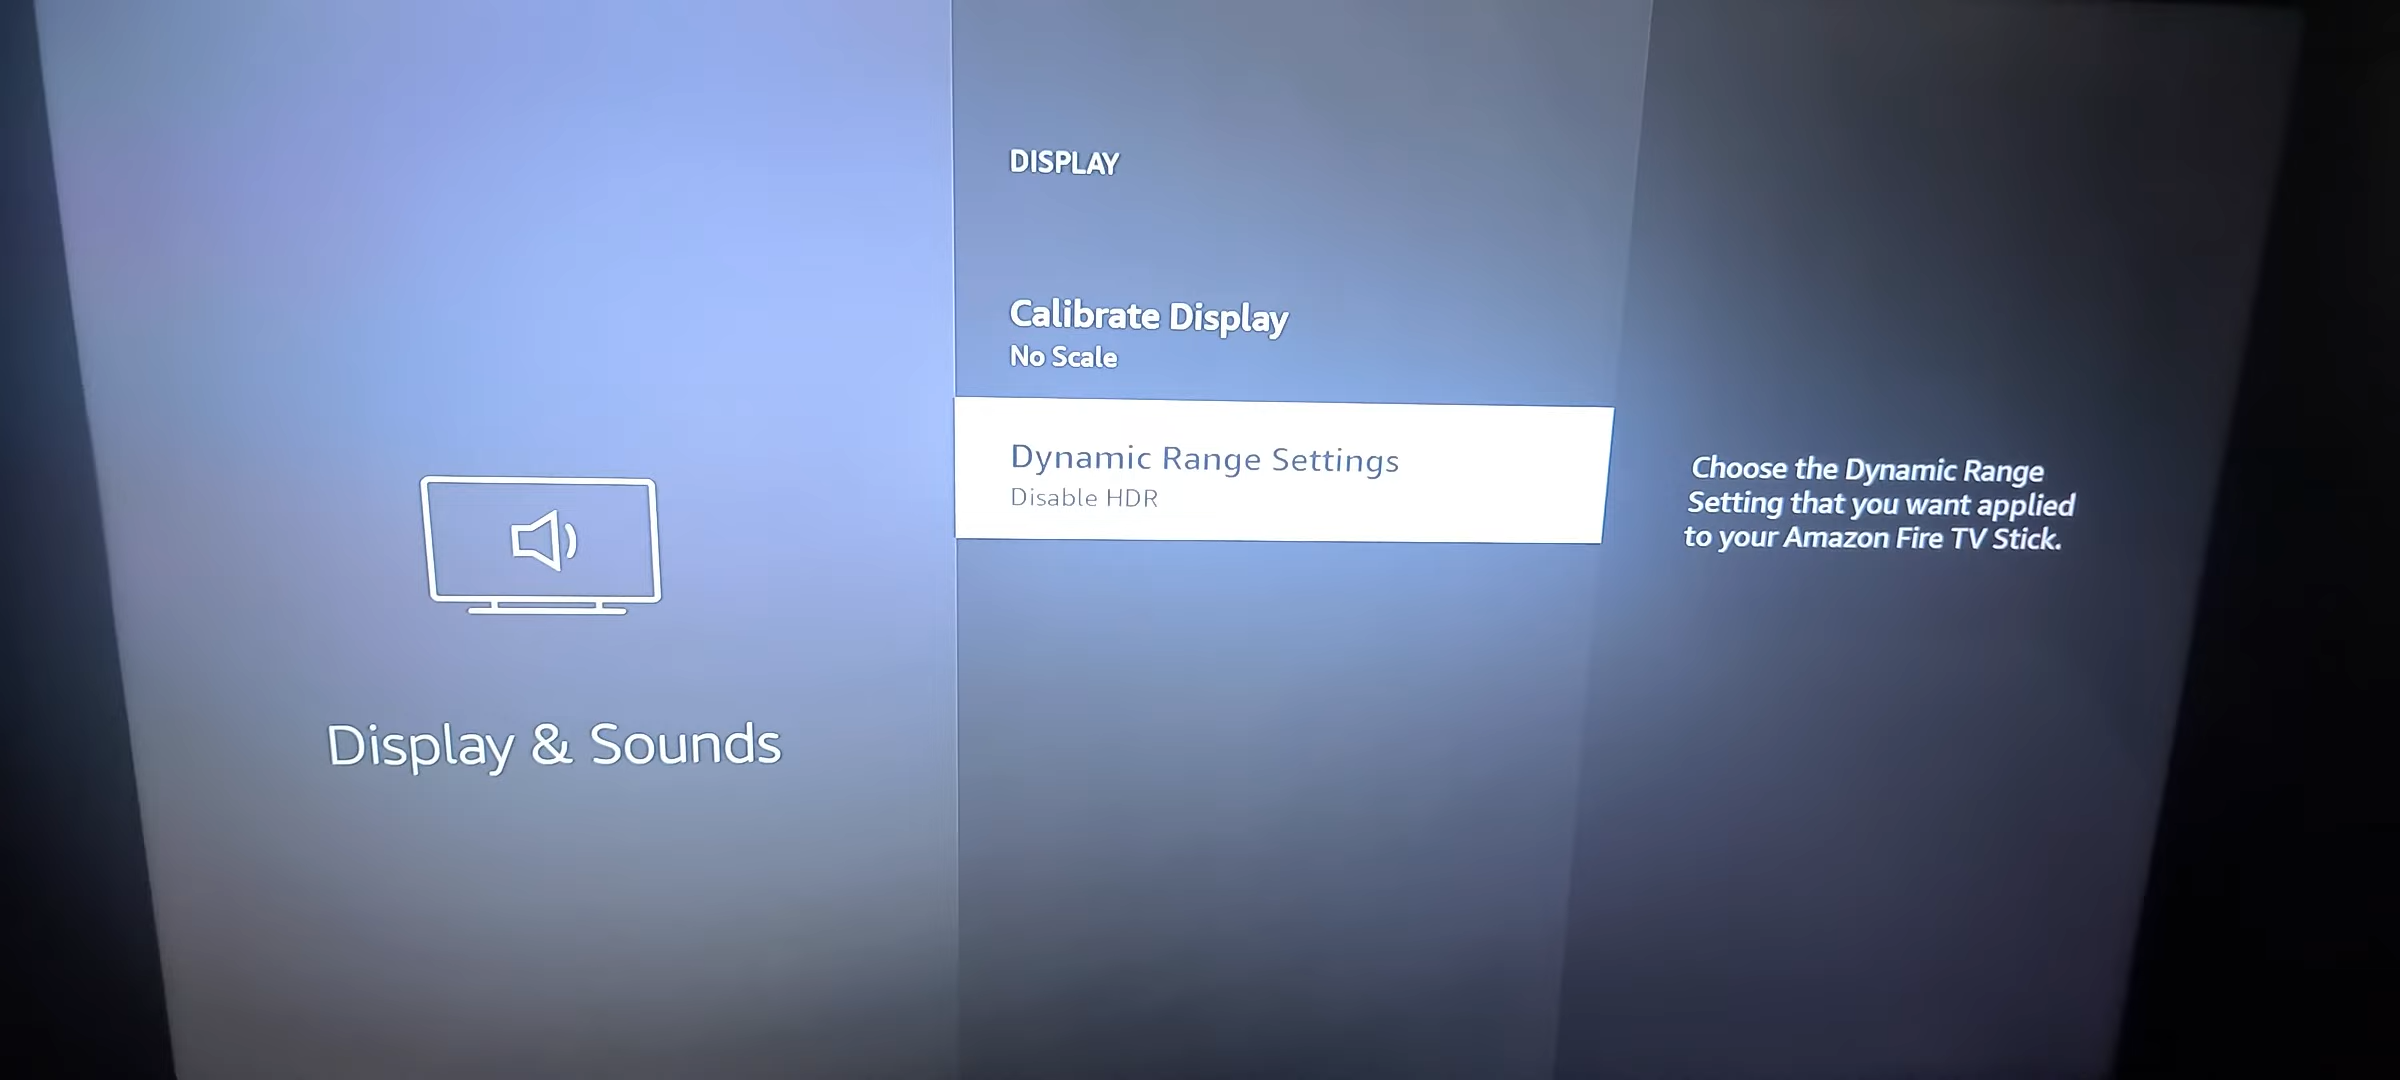 DISPLAY
Calibrate Display
No Scale
Dynamic Range Settings
Disable HDR
Choose the Dynamic Range
Setting that you want applied
to your Amazon Fire TV Stick.
Display & Sounds